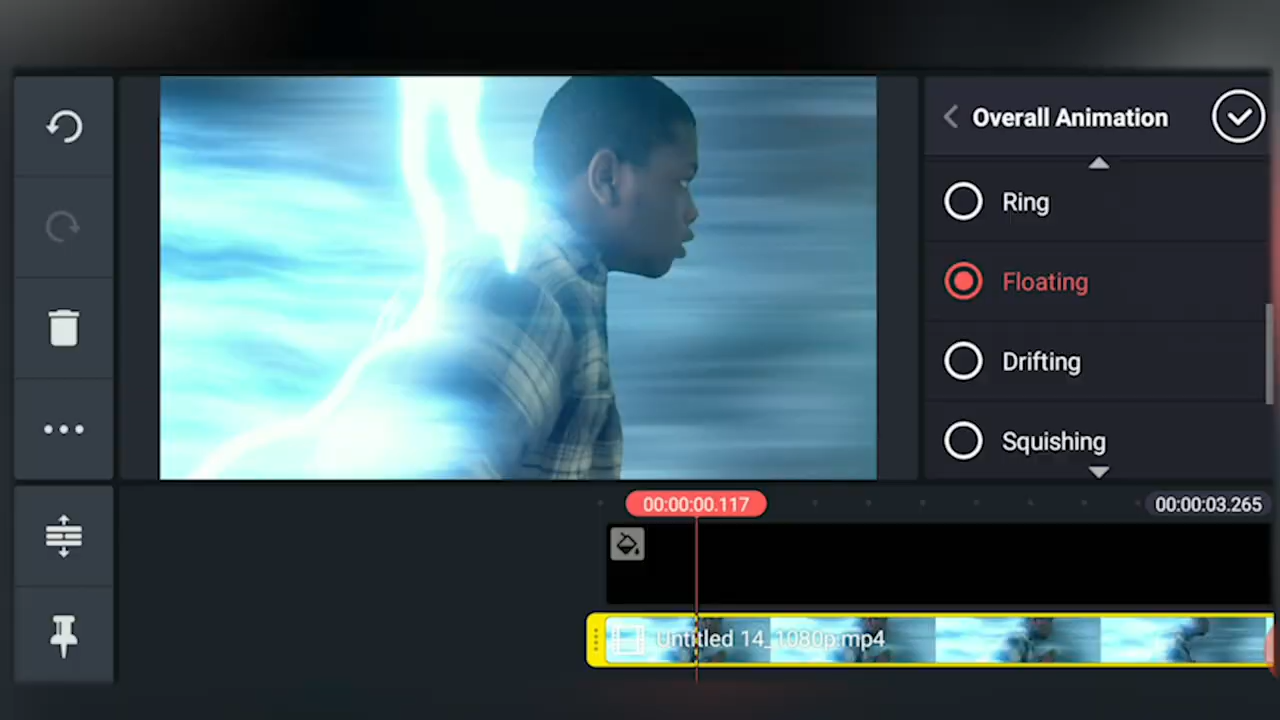 Overall Animation
Ring
Floating
Drifting
Squishing
00:00:00.117
00:00:03.265
Untitled 14_1080p.mp4